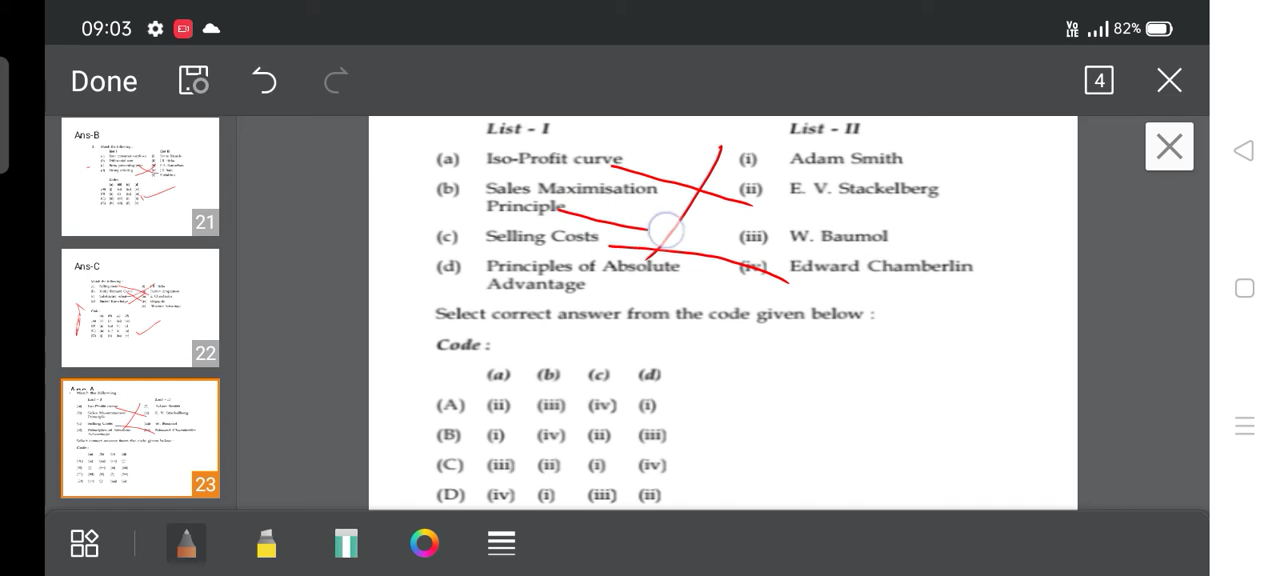 09:03
Vo LTE 82%
Done
4
Ans-B
21
Ans-C
22
Ans-A
23
List - I List - II
(a) Iso-Profit curve (i) Adam Smith
(b) Sales Maximisation (ii) E. V. Stackelberg
Principle
(c) Selling Costs (iii) W. Baumol
(d) Principles of Absolute (iv) Edward Chamberlin
Advantage
Select correct answer from the code given below :
Code :
(a) (b) (c) (d)
(A) (ii) (iii) (iv) (i)
(B) (i) (iv) (ii) (iii)
(C) (iii) (ii) (i) (iv)
(D) (iv) (i) (iii) (ii)